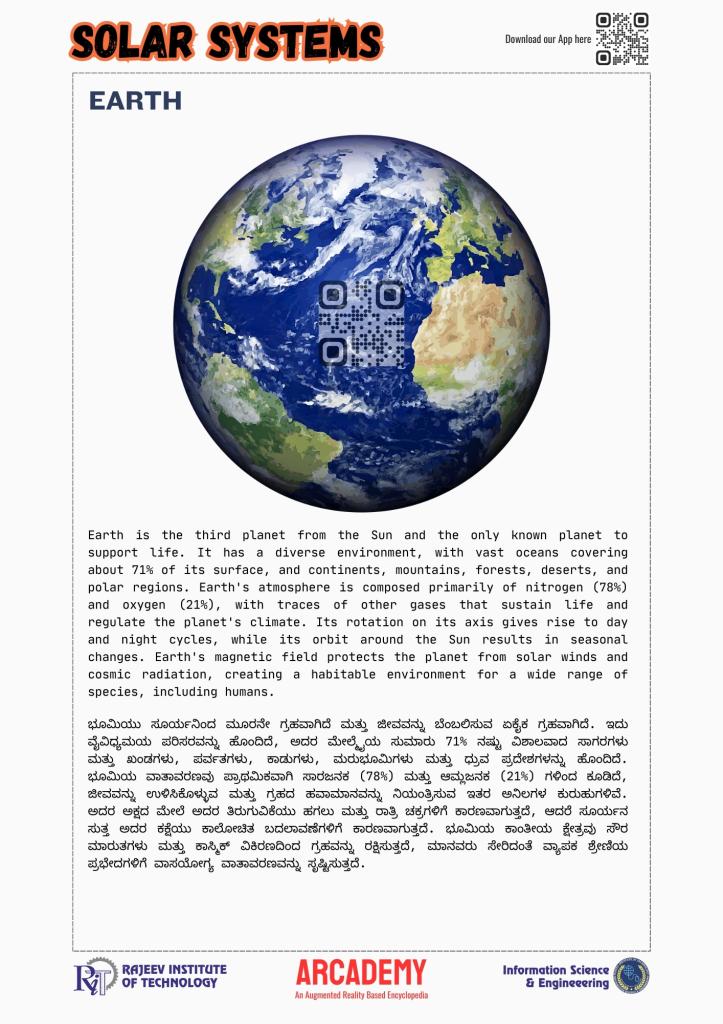 SOLAR SYSTEMS
Download our App here
EARTH
Earth is the third planet from the Sun and the only known planet to
support life. It has a diverse environment, with vast oceans covering
about 71% of its surface, and continents, mountains, forests, deserts, and
polar regions. Earth's atmosphere is composed primarily of nitrogen (78%)
and oxygen (21%), with traces of other gases that sustain life and
regulate the planet's climate. Its rotation on its axis gives rise to day
and night cycles, while its orbit around the Sun results in seasonal
changes. Earth's magnetic field protects the planet from solar winds and
cosmic radiation, creating a habitable environment for a wide range of
species, including humans.
ಭೂಮಿಯು ಸೂರ್ಯನಿಂದ ಮೂರನೇ ಗ್ರಹವಾಗಿದೆ ಮತ್ತು ಜೀವವನ್ನು ಬೆಂಬಲಿಸುವ ಏಕೈಕ ಗ್ರಹವಾಗಿದೆ. ಇದು
ವೈವಿಧ್ಯಮಯ ಪರಿಸರವನ್ನು ಹೊಂದಿದೆ, ಅದರ ಮೇಲ್ಮೈಯ ಸುಮಾರು 71% ನಷ್ಟು ವಿಶಾಲವಾದ ಸಾಗರಗಳು
ಮತ್ತು ಖಂಡಗಳು, ಪರ್ವತಗಳು, ಕಾಡುಗಳು, ಮರುಭೂಮಿಗಳು ಮತ್ತು ಧ್ರುವ ಪ್ರದೇಶಗಳನ್ನು ಹೊಂದಿದೆ.
ಭೂಮಿಯ ವಾತಾವರಣವು ಪ್ರಾಥಮಿಕವಾಗಿ ಸಾರಜನಕ (78%) ಮತ್ತು ಆಮ್ಲಜನಕ (21%) ಗಳಿಂದ ಕೂಡಿದೆ,
ಜೀವವನ್ನು ಉಳಿಸಿಕೊಳ್ಳುವ ಮತ್ತು ಗ್ರಹದ ಹವಾಮಾನವನ್ನು ನಿಯಂತ್ರಿಸುವ ಇತರ ಅನಿಲಗಳ ಕುರುಹುಗಳಿವೆ.
ಅದರ ಅಕ್ಷದ ಮೇಲೆ ಅದರ ತಿರುಗುವಿಕೆಯು ಹಗಲು ಮತ್ತು ರಾತ್ರಿ ಚಕ್ರಗಳಿಗೆ ಕಾರಣವಾಗುತ್ತದೆ, ಆದರೆ ಸೂರ್ಯನ
ಸುತ್ತ ಅದರ ಕಕ್ಷೆಯು ಕಾಲೋಚಿತ ಬದಲಾವಣೆಗಳಿಗೆ ಕಾರಣವಾಗುತ್ತದೆ. ಭೂಮಿಯ ಕಾಂತೀಯ ಕ್ಷೇತ್ರವು ಸೌರ
ಮಾರುತಗಳು ಮತ್ತು ಕಾಸ್ಮಿಕ್ ವಿಕಿರಣದಿಂದ ಗ್ರಹವನ್ನು ರಕ್ಷಿಸುತ್ತದೆ, ಮಾನವರು ಸೇರಿದಂತೆ ವ್ಯಾಪಕ ಶ್ರೇಣಿಯ
ಪ್ರಭೇದಗಳಿಗೆ ವಾಸಯೋಗ್ಯ ವಾತಾವರಣವನ್ನು ಸೃಷ್ಟಿಸುತ್ತದೆ.
RiT RAJEEV INSTITUTE
OF TECHNOLOGY
ARCADEMY
An Augmented Reality Based Encyclopedia
Information Science
& Engineeering